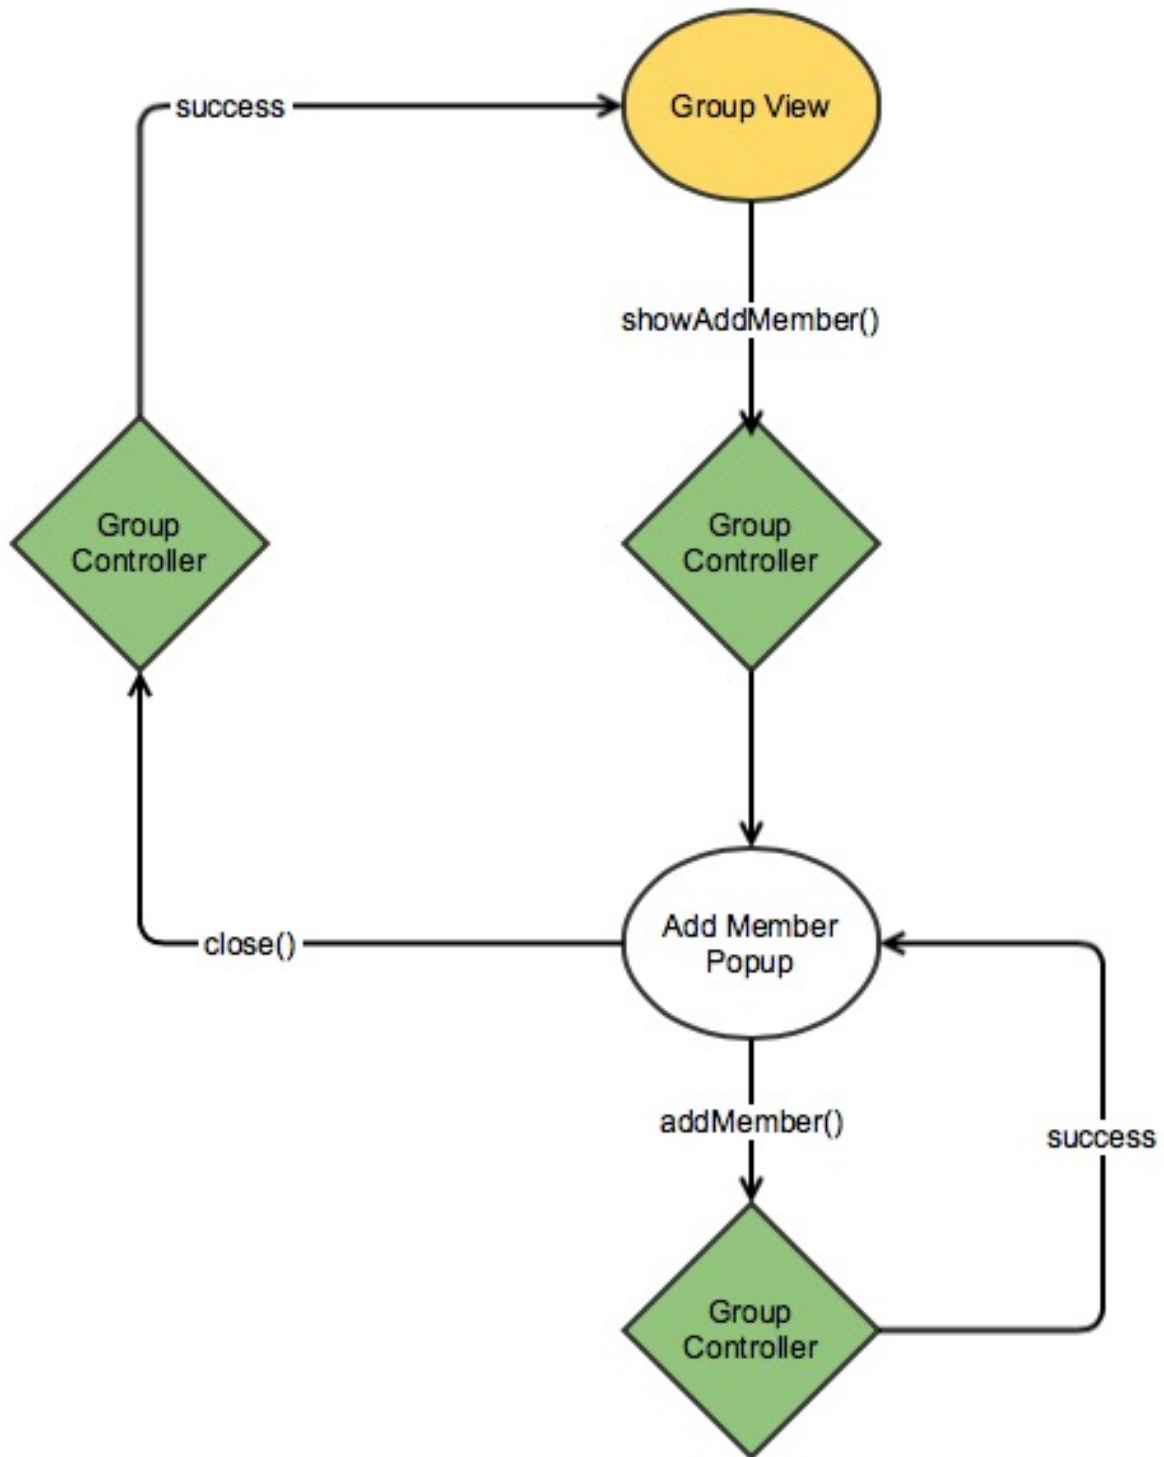 success
Group View
showAddMember()
Group
Controller
Group
Controller
close()
Add Member
Popup
addMember()
success
Group
Controller